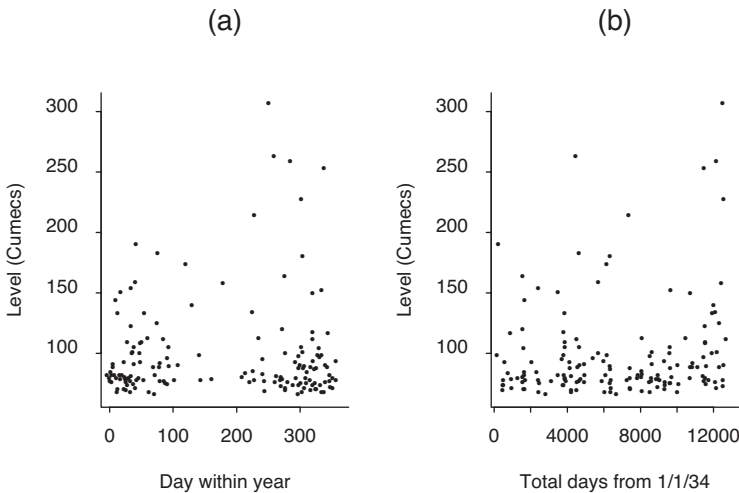 (a)
300
250
200
150
100
Level (Cumecs)
0 100 200 300
Day within year
(b)
300
250
200
150
100
Level (Cumecs)
0 4000 8000 12000
Total days from 1/1/34